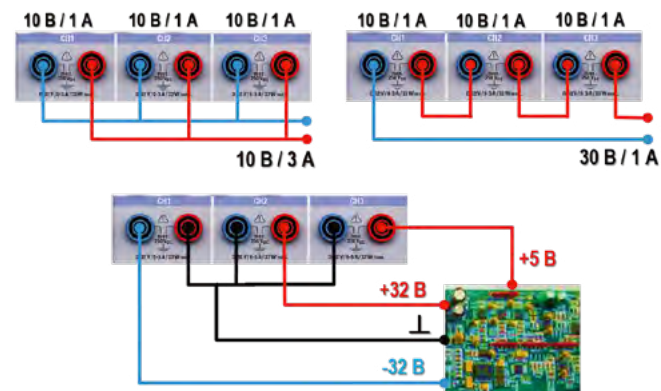 10 В / 1 А 10 В / 1 А 10 В / 1 А
CH1 CH2 CH3
10 В / 3 А
10 В / 1 А 10 В / 1 А 10 В / 1 А
CH1 CH2 CH3
30 В / 1 А
CH1 CH2 CH3
+5 В
+32 В
-32 В